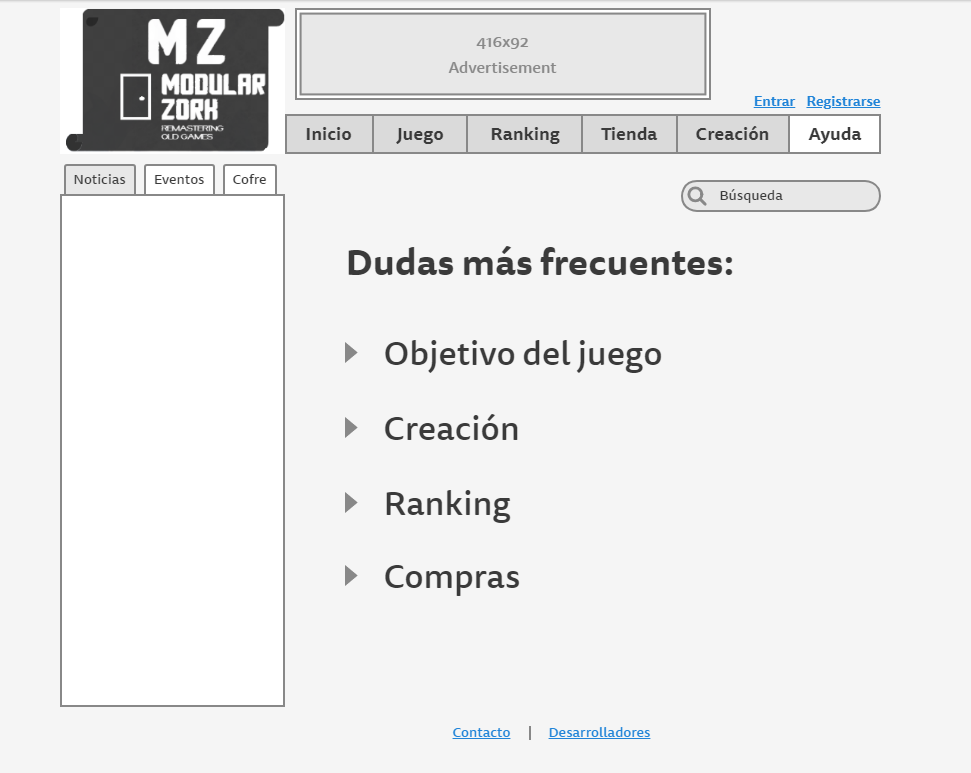 MZ
MODULAR
ZORK
REMASTERING
OLD GAMES
416x92
Advertisement
Entrar Registrarse
Inicio Juego Ranking Tienda Creación Ayuda
Noticias Eventos Cofre
Búsqueda
Dudas más frecuentes:
Objetivo del juego
Creación
Ranking
Compras
Contacto | Desarrolladores